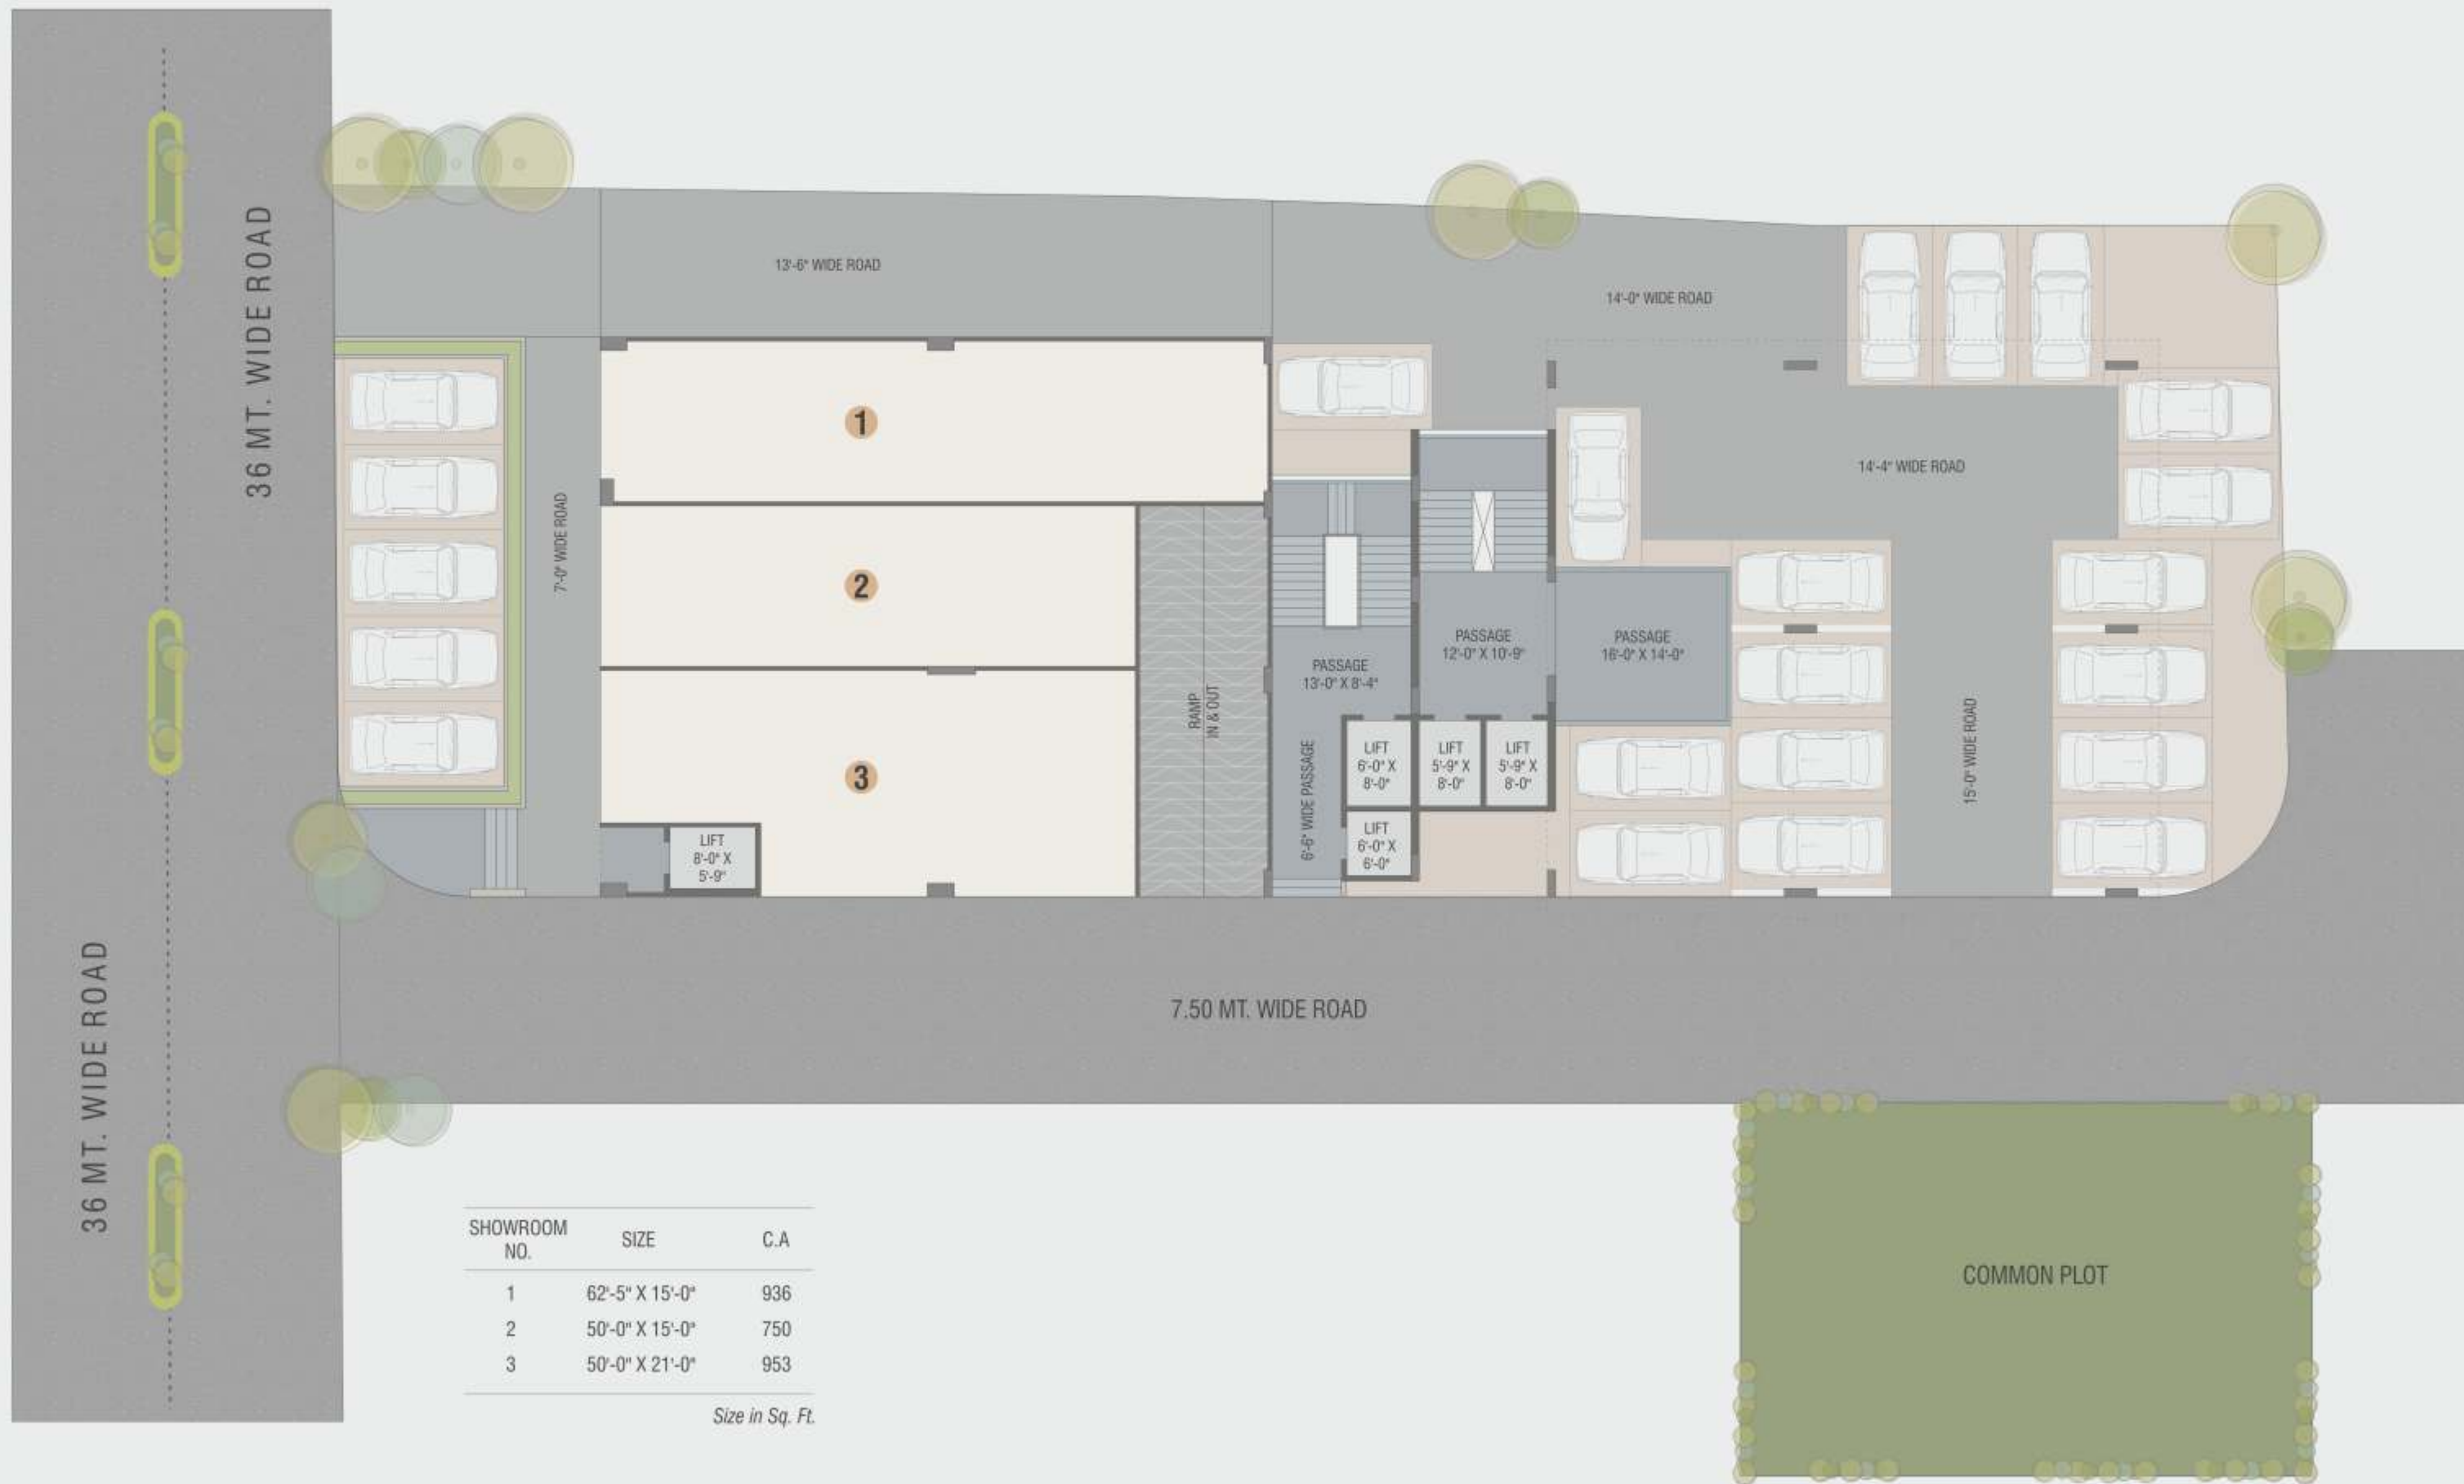 36 MT. WIDE ROAD
13'-6" WIDE ROAD
14'-0" WIDE ROAD
1
14'-4" WIDE ROAD
7'-0" WIDE ROAD
2
PASSAGE
12'-0" X 10'-9"
PASSAGE
16'-0" X 14'-0"
PASSAGE
13'-0" X 8'-4"
RAMP
IN & OUT
15'-0" WIDE ROAD
3
6'-6" WIDE PASSAGE
LIFT
6'-0" X
8'-0"
LIFT
5'-9" X
8'-0"
LIFT
5'-9" X
8'-0"
LIFT
8'-0" X
5'-9"
LIFT
6'-0" X
6'-0"
36 MT. WIDE ROAD
7.50 MT. WIDE ROAD
SHOWROOM
NO. SIZE C.A
1 62'-5" X 15'-0" 936
2 50'-0" X 15'-0" 750
3 50'-0" X 21'-0" 953
Size in Sq. Ft.
COMMON PLOT